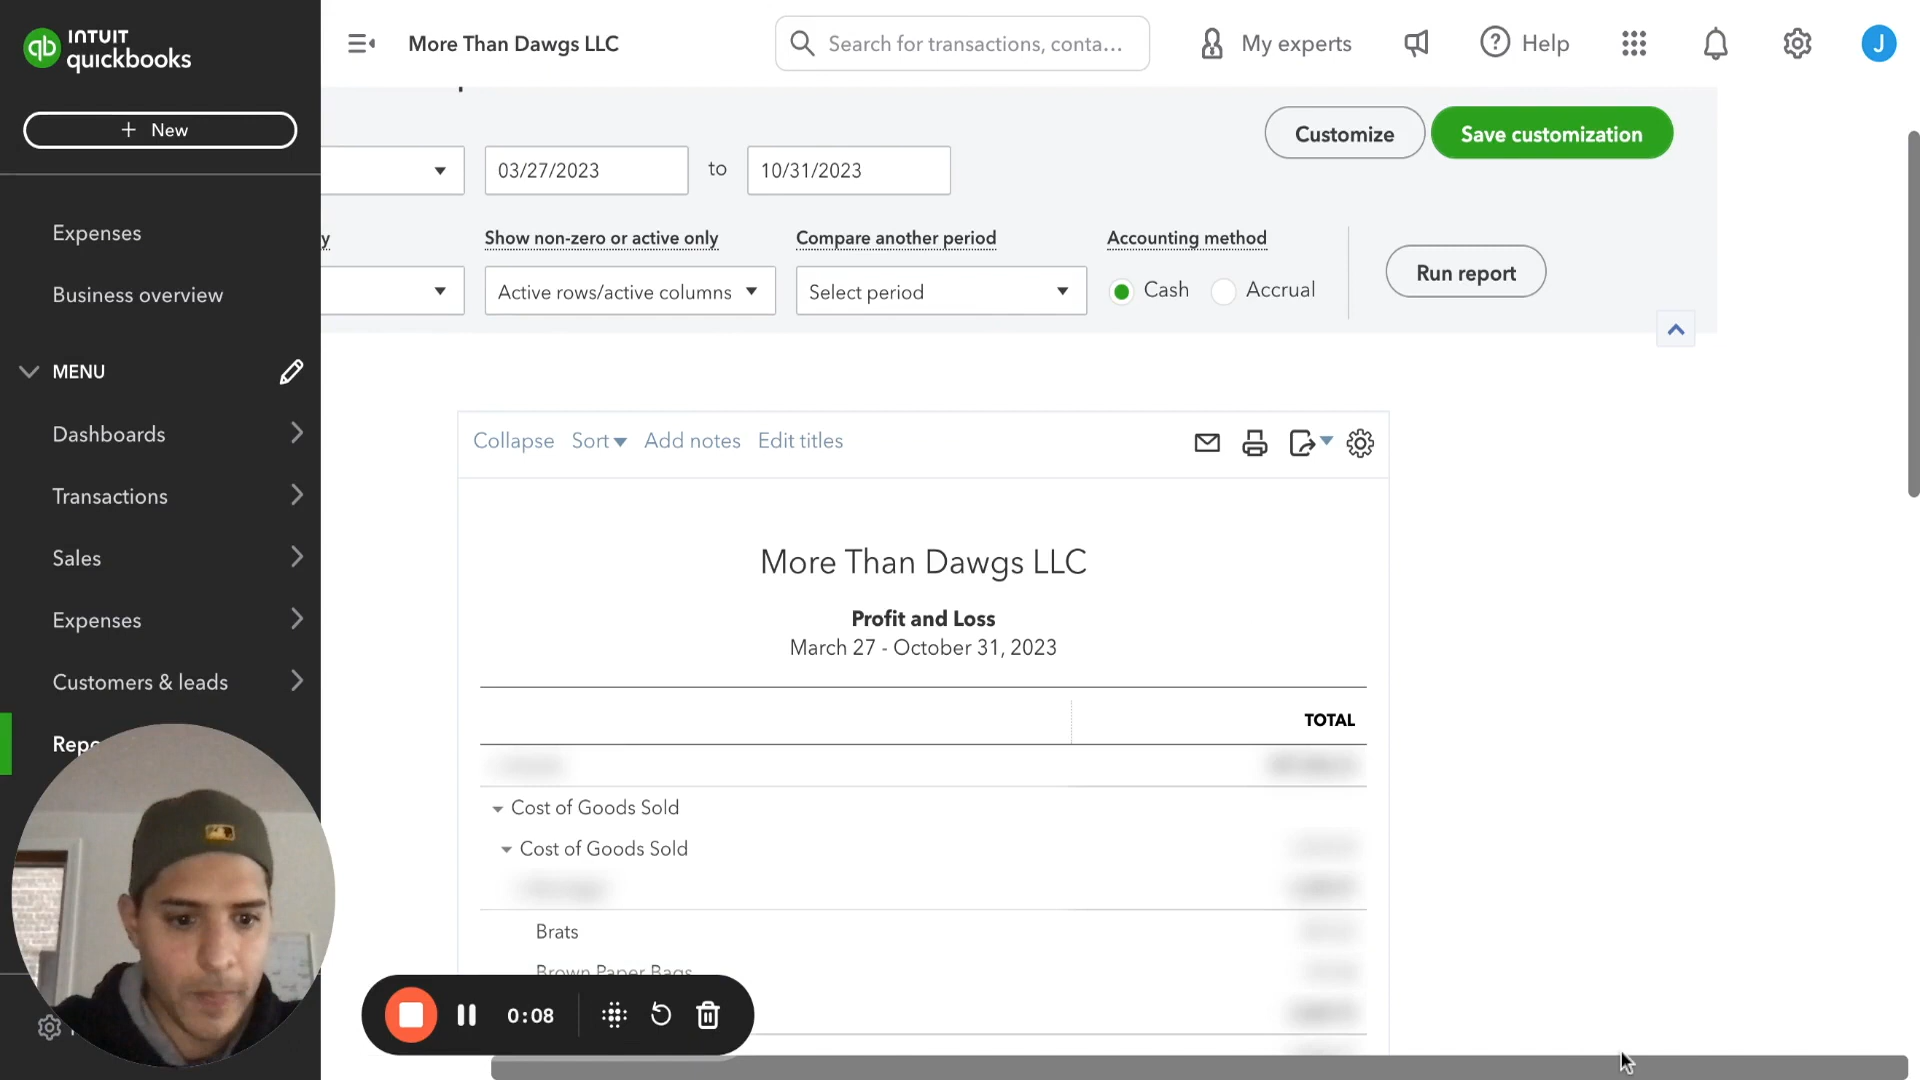 INTUIT
quickbooks
More Than Dawgs LLC
Search for transactions, conta...
My experts
Help
J
+ New
Customize
Save customization
03/27/2023
to
10/31/2023
Expenses
y
Show non-zero or active only
Compare another period
Accounting method
Business overview
Active rows/active columns
Select period
Cash
Accrual
Run report
MENU
Dashboards
Transactions
Sales
Expenses
Customers & leads
Repo
Collapse
Sort
Add notes
Edit titles
More Than Dawgs LLC
Profit and Loss
March 27 - October 31, 2023
TOTAL
Cost of Goods Sold
Cost of Goods Sold
Brats
Brown Paper Bags
0:08